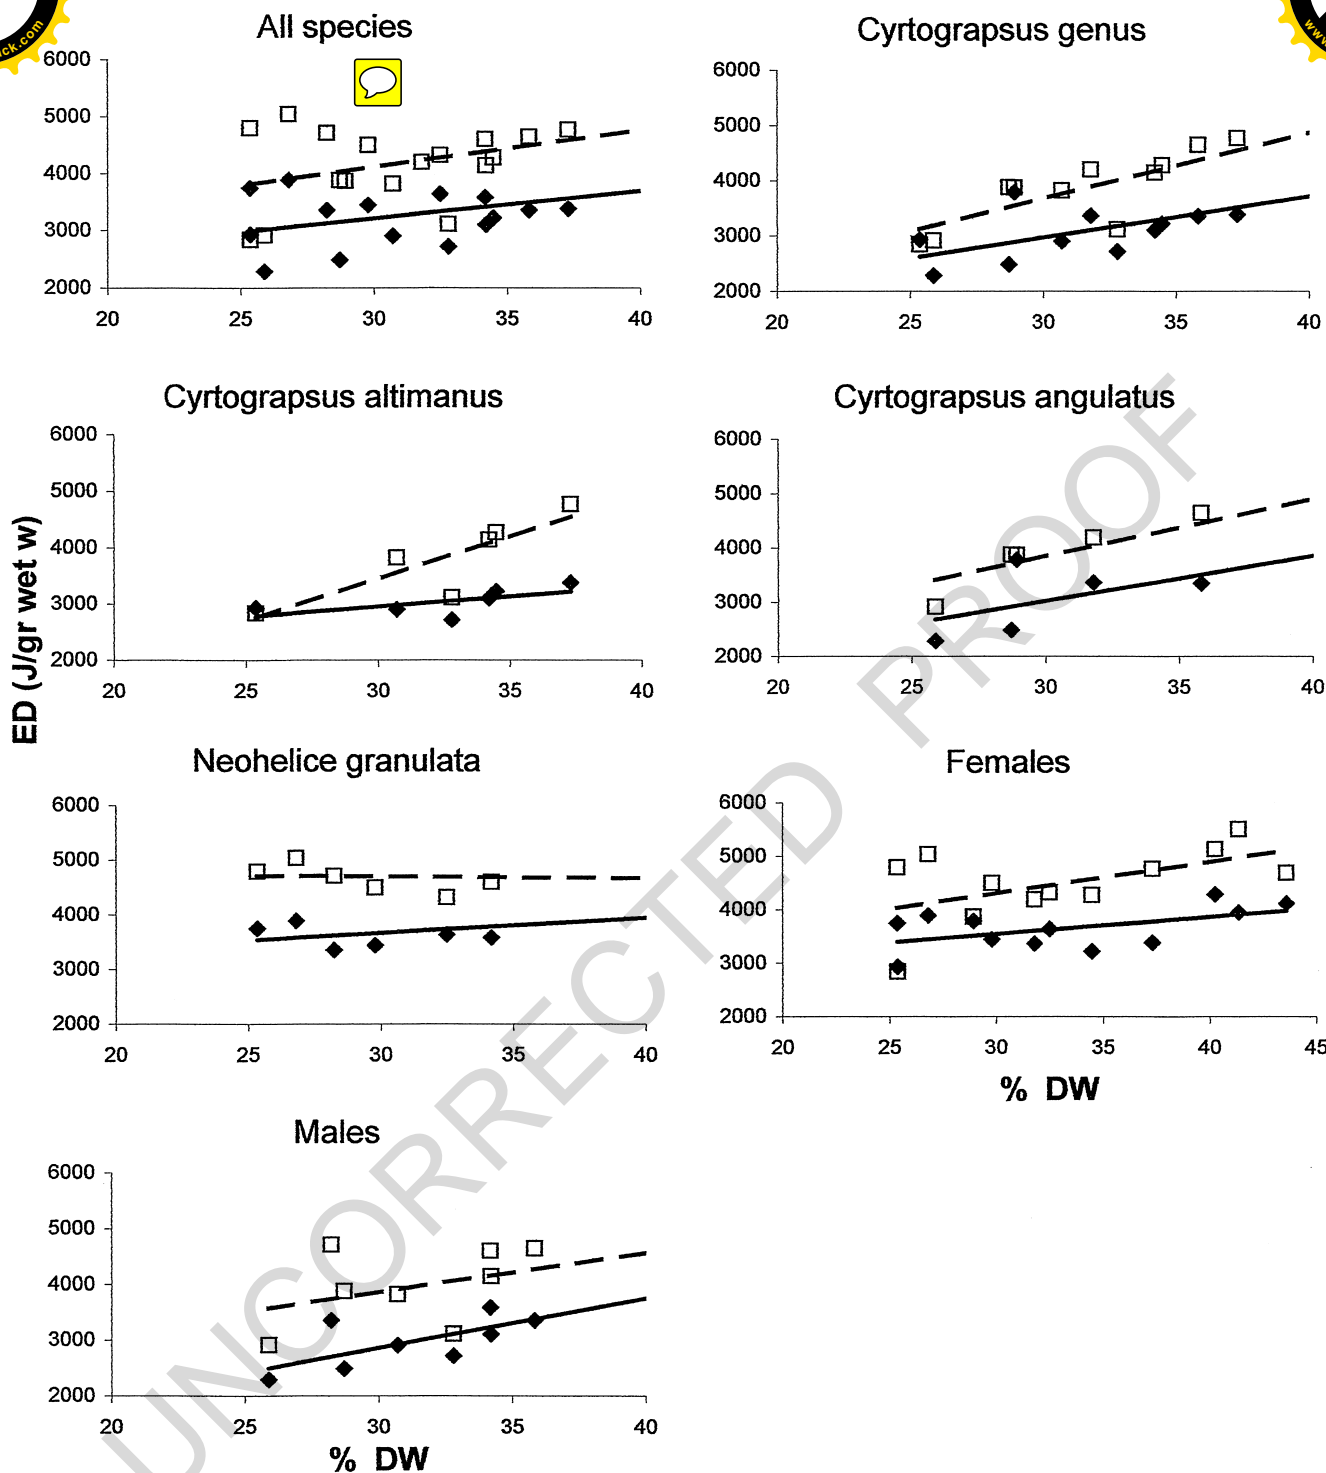 ck.com
www
All species
6000
5000
4000
3000
2000
20 25 30 35 40
Cyrtograpsus genus
6000
5000
4000
3000
2000
20 25 30 35 40
Cyrtograpsus altimanus
6000
5000
4000
3000
2000
20 25 30 35 40
Cyrtograpsus angulatus
6000
5000
4000
3000
2000
20 25 30 35 40
ED (J/gr wet w)
Neohelice granulata
6000
5000
4000
3000
2000
20 25 30 35 40
Females
6000
5000
4000
3000
2000
20 25 30 35 40 45
% DW
Males
6000
5000
4000
3000
2000
20 25 30 35 40
% DW
UNCORRECTED PROOF